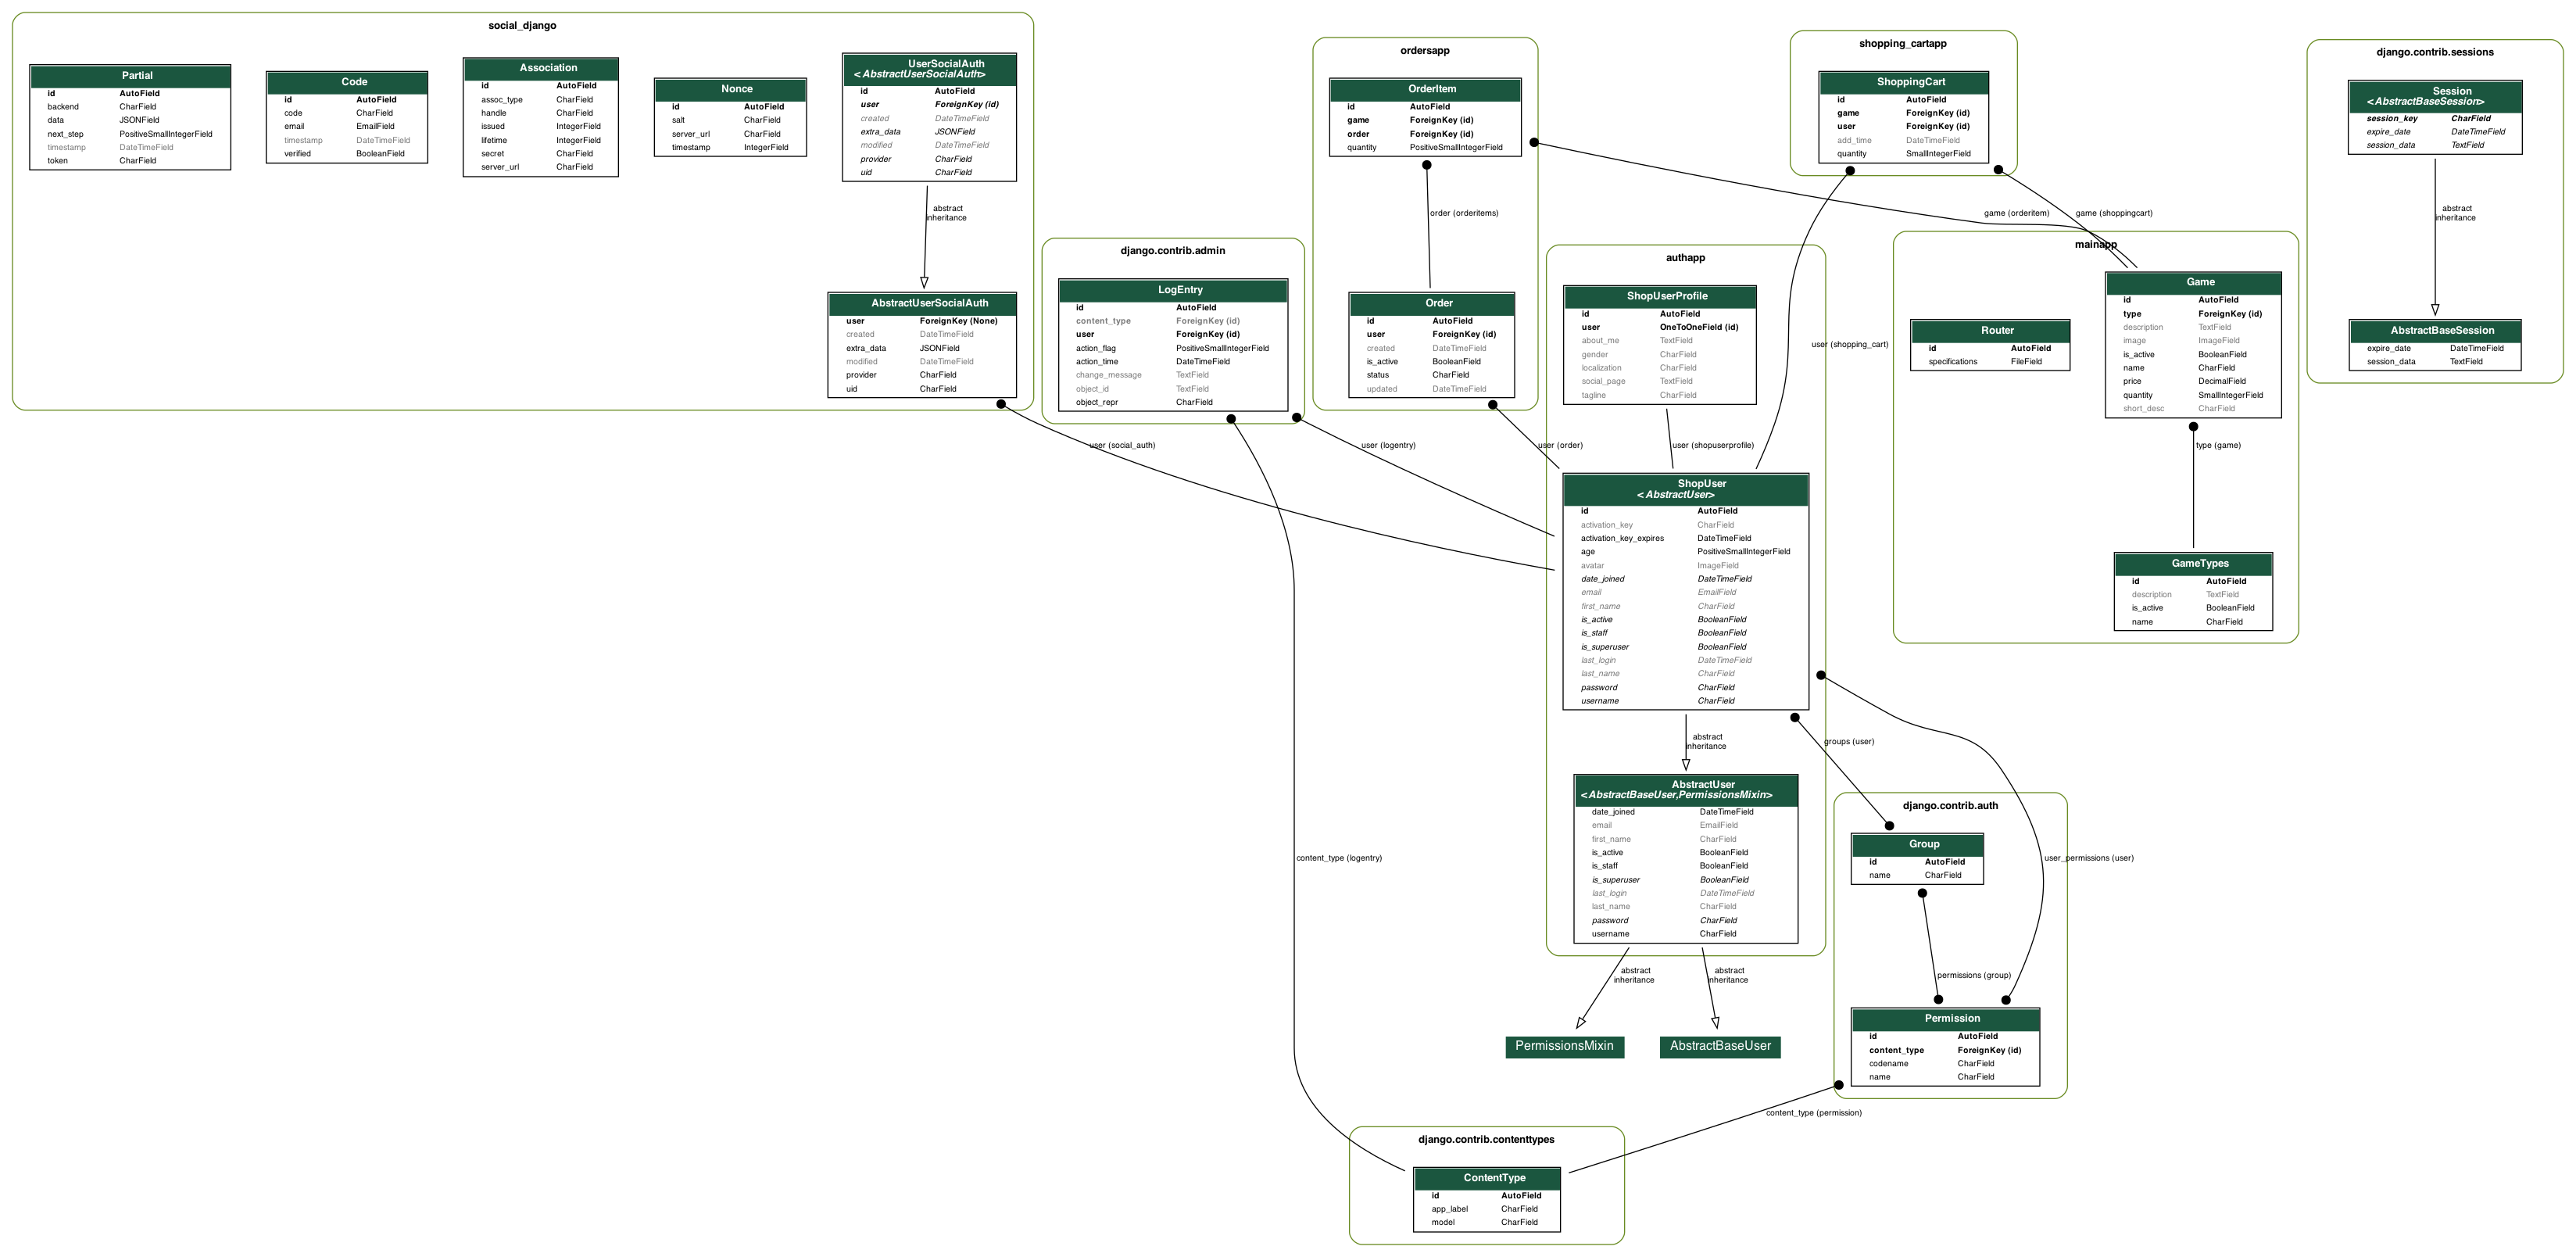 social_django
Partial
id AutoField
backend CharField
data JSONField
next_step PositiveSmallIntegerField
timestamp DateTimeField
token CharField
Code
id AutoField
code CharField
email EmailField
timestamp DateTimeField
verified BooleanField
Association
id AutoField
assoc_type CharField
handle CharField
issued IntegerField
lifetime IntegerField
secret CharField
server_url CharField
Nonce
id AutoField
salt CharField
server_url CharField
timestamp IntegerField
UserSocialAuth
<AbstractUserSocialAuth>
id AutoField
user ForeignKey (id)
created DateTimeField
extra_data JSONField
modified DateTimeField
provider CharField
uid CharField
abstract
inheritance
AbstractUserSocialAuth
user ForeignKey (None)
created DateTimeField
extra_data JSONField
modified DateTimeField
provider CharField
uid CharField
user (social_auth)
django.contrib.admin
LogEntry
id AutoField
content_type ForeignKey (id)
user ForeignKey (id)
action_flag PositiveSmallIntegerField
action_time DateTimeField
change_message TextField
object_id TextField
object_repr CharField
user (logentry)
content_type (logentry)
ordersapp
OrderItem
id AutoField
game ForeignKey (id)
order ForeignKey (id)
quantity PositiveSmallIntegerField
order (orderitems)
Order
id AutoField
user ForeignKey (id)
created DateTimeField
is_active BooleanField
status CharField
updated DateTimeField
user (order)
shopping_cartapp
ShoppingCart
id AutoField
game ForeignKey (id)
user ForeignKey (id)
add_time DateTimeField
quantity SmallIntegerField
game (orderitem)
game (shoppingcart)
user (shopping_cart)
authapp
ShopUserProfile
id AutoField
user OneToOneField (id)
about_me TextField
gender CharField
localization CharField
social_page TextField
tagline CharField
user (shopuserprofile)
ShopUser
<AbstractUser>
id AutoField
activation_key CharField
activation_key_expires DateTimeField
age PositiveSmallIntegerField
avatar ImageField
date_joined DateTimeField
email EmailField
first_name CharField
is_active BooleanField
is_staff BooleanField
is_superuser BooleanField
last_login DateTimeField
last_name CharField
password CharField
username CharField
abstract
inheritance
AbstractUser
<AbstractBaseUser,PermissionsMixin>
date_joined DateTimeField
email EmailField
first_name CharField
is_active BooleanField
is_staff BooleanField
is_superuser BooleanField
last_login DateTimeField
last_name CharField
password CharField
username CharField
abstract
inheritance
abstract
inheritance
PermissionsMixin
AbstractBaseUser
mainapp
Router
id AutoField
specifications FileField
Game
id AutoField
type ForeignKey (id)
description TextField
image ImageField
is_active BooleanField
name CharField
price DecimalField
quantity SmallIntegerField
short_desc CharField
type (game)
GameTypes
id AutoField
description TextField
is_active BooleanField
name CharField
django.contrib.sessions
Session
<AbstractBaseSession>
session_key CharField
expire_date DateTimeField
session_data TextField
abstract
inheritance
AbstractBaseSession
expire_date DateTimeField
session_data TextField
groups (user)
user_permissions (user)
django.contrib.auth
Group
id AutoField
name CharField
permissions (group)
Permission
id AutoField
content_type ForeignKey (id)
codename CharField
name CharField
content_type (permission)
django.contrib.contenttypes
ContentType
id AutoField
app_label CharField
model CharField